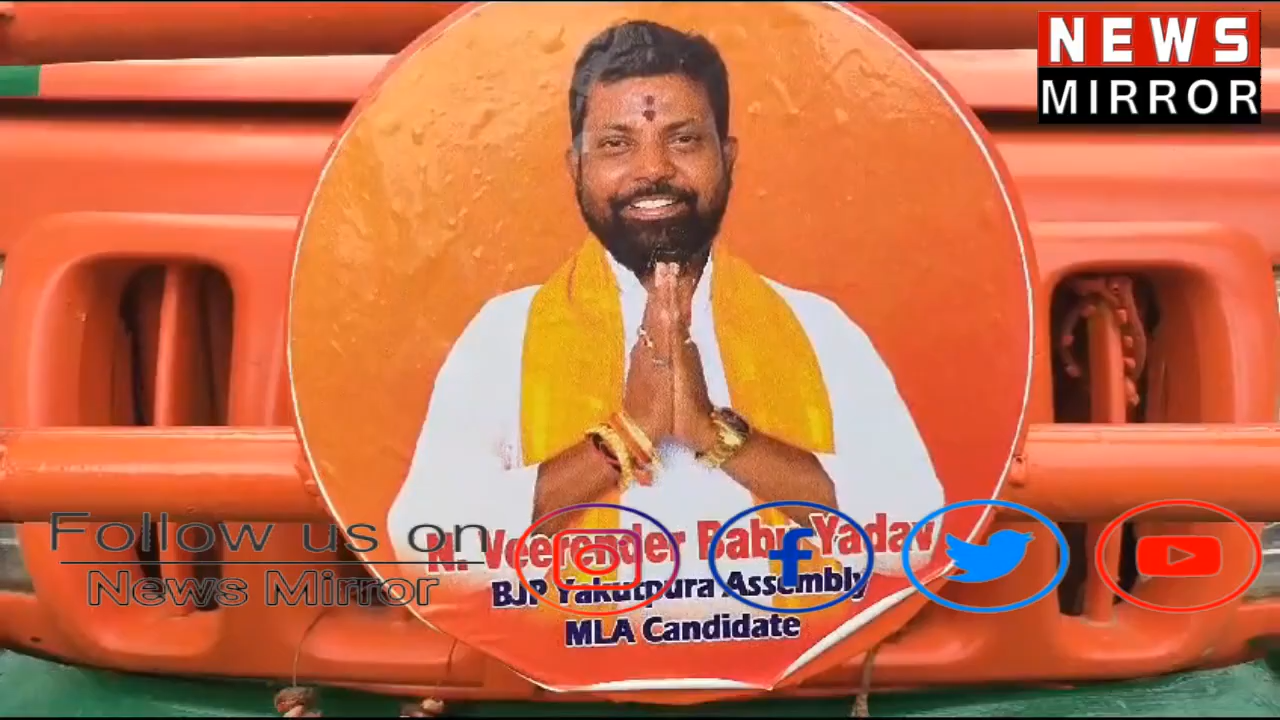 NEWS
MIRROR
Follow us on
News Mirror
N. Veerender Babu Yadav
BJP Yakutpura Assembly
MLA Candidate